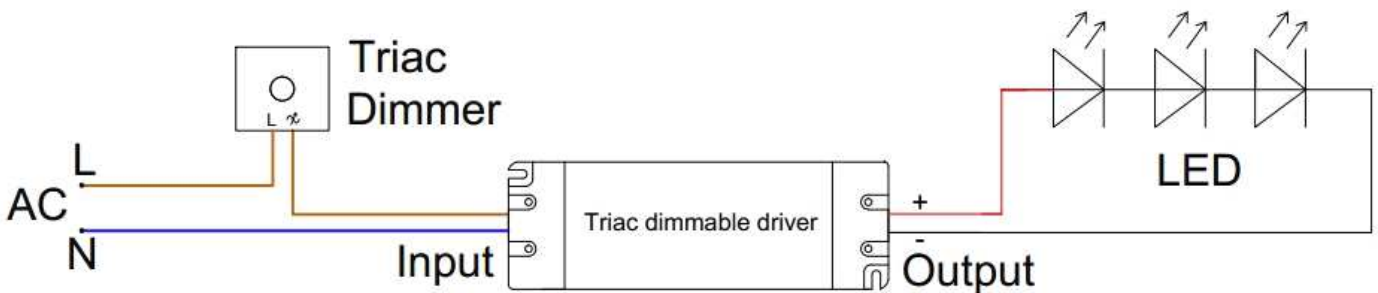 Triac
Dimmer
L
L
AC
N
Input
Triac dimmable driver
+
-
Output
LED